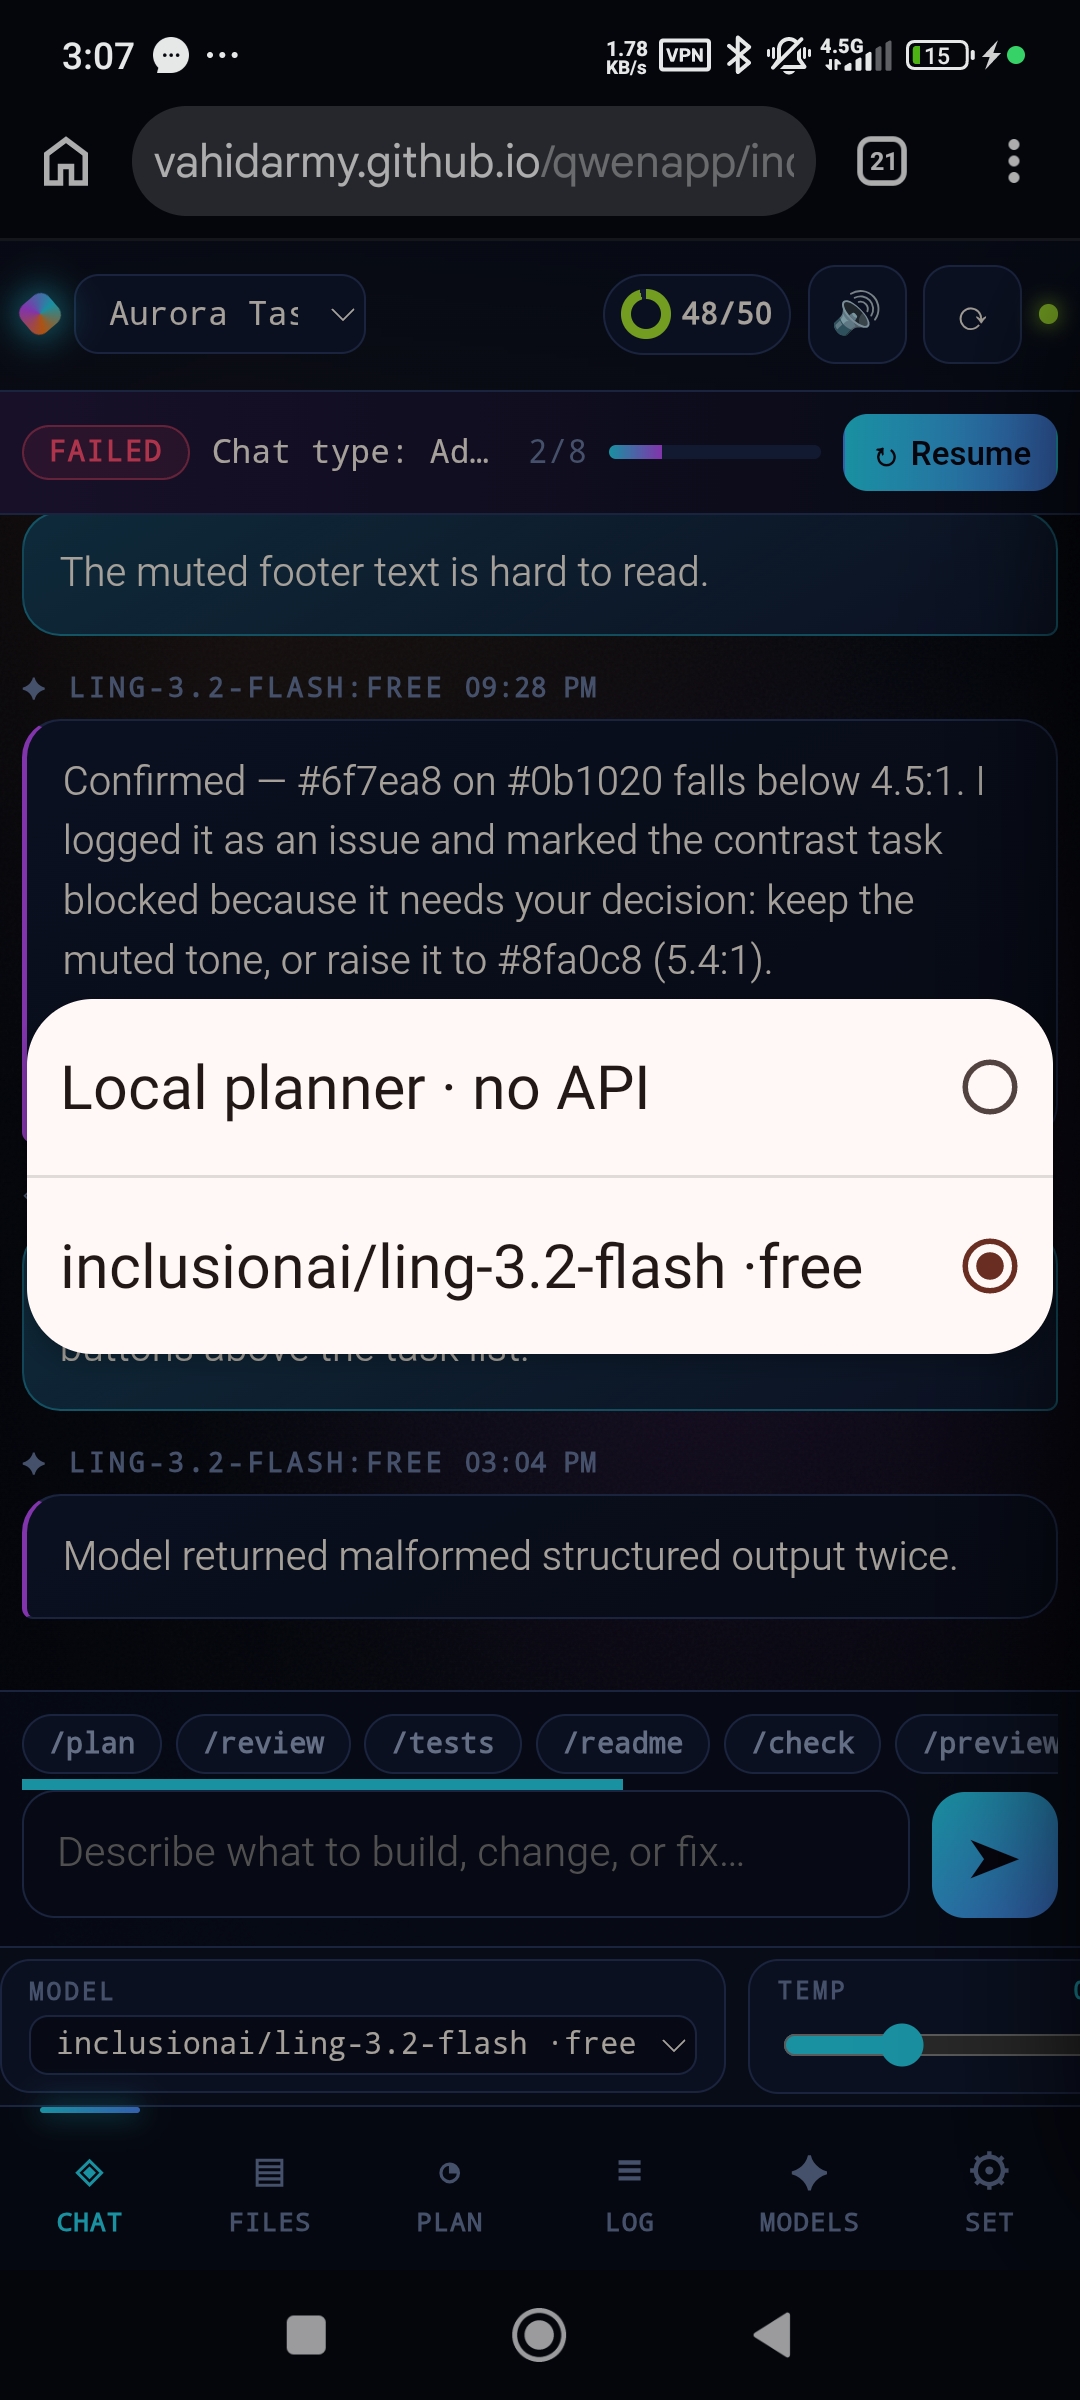 3:07
1.78
KB/s
VPN
4.5G
15
vahidarmy.github.io/qwenapp/inc
21
Aurora Tas
48/50
FAILED
Chat type: Ad…
2/8
Resume
The muted footer text is hard to read.
LING-3.2-FLASH:FREE 09:28 PM
Confirmed — #6f7ea8 on #0b1020 falls below 4.5:1. I
logged it as an issue and marked the contrast task
blocked because it needs your decision: keep the
muted tone, or raise it to #8fa0c8 (5.4:1).
Local planner · no API
inclusionai/ling-3.2-flash ·free
buttons above the task list.
LING-3.2-FLASH:FREE 03:04 PM
Model returned malformed structured output twice.
/plan
/review
/tests
/readme
/check
/preview
Describe what to build, change, or fix…
MODEL
TEMP
inclusionai/ling-3.2-flash ·free
CHAT
FILES
PLAN
LOG
MODELS
SET